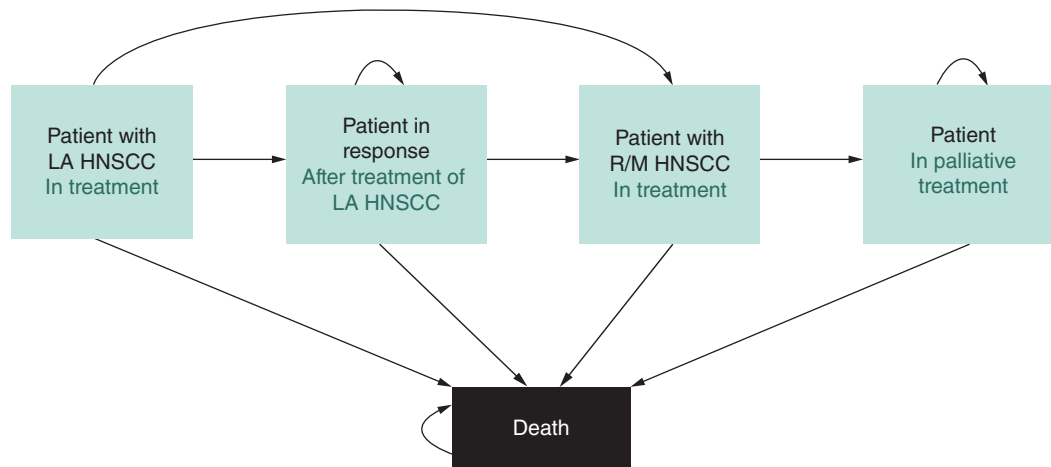 Patient with
LA HNSCC
In treatment
Patient in
response
After treatment of
LA HNSCC
Patient with
R/M HNSCC
In treatment
Patient
In palliative
treatment
Death